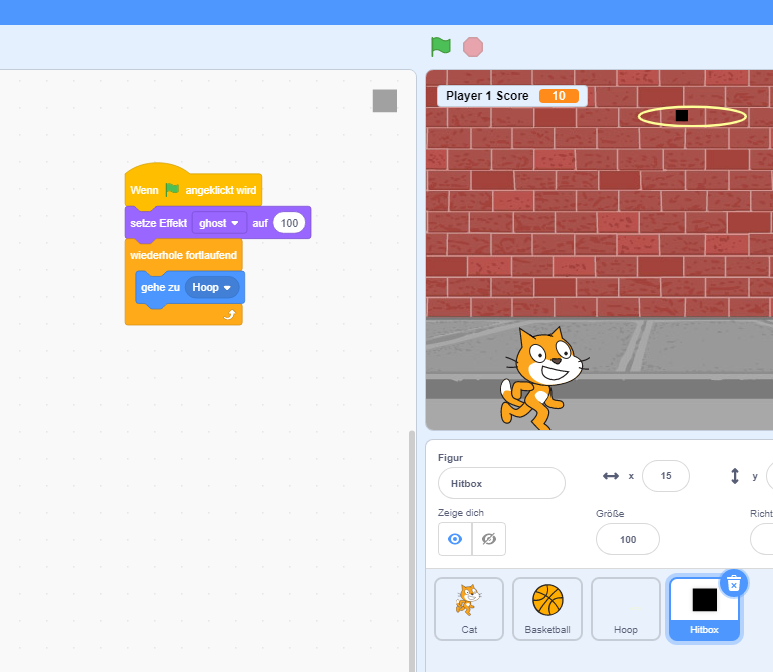 Player 1 Score 10
Wenn angeklickt wird
setze Effekt ghost auf 100
wiederhole fortlaufend
gehe zu Hoop
Figur
Hitbox
x 15
y
Zeige dich
Größe
Richt
100
Cat
Basketball
Hoop
Hitbox